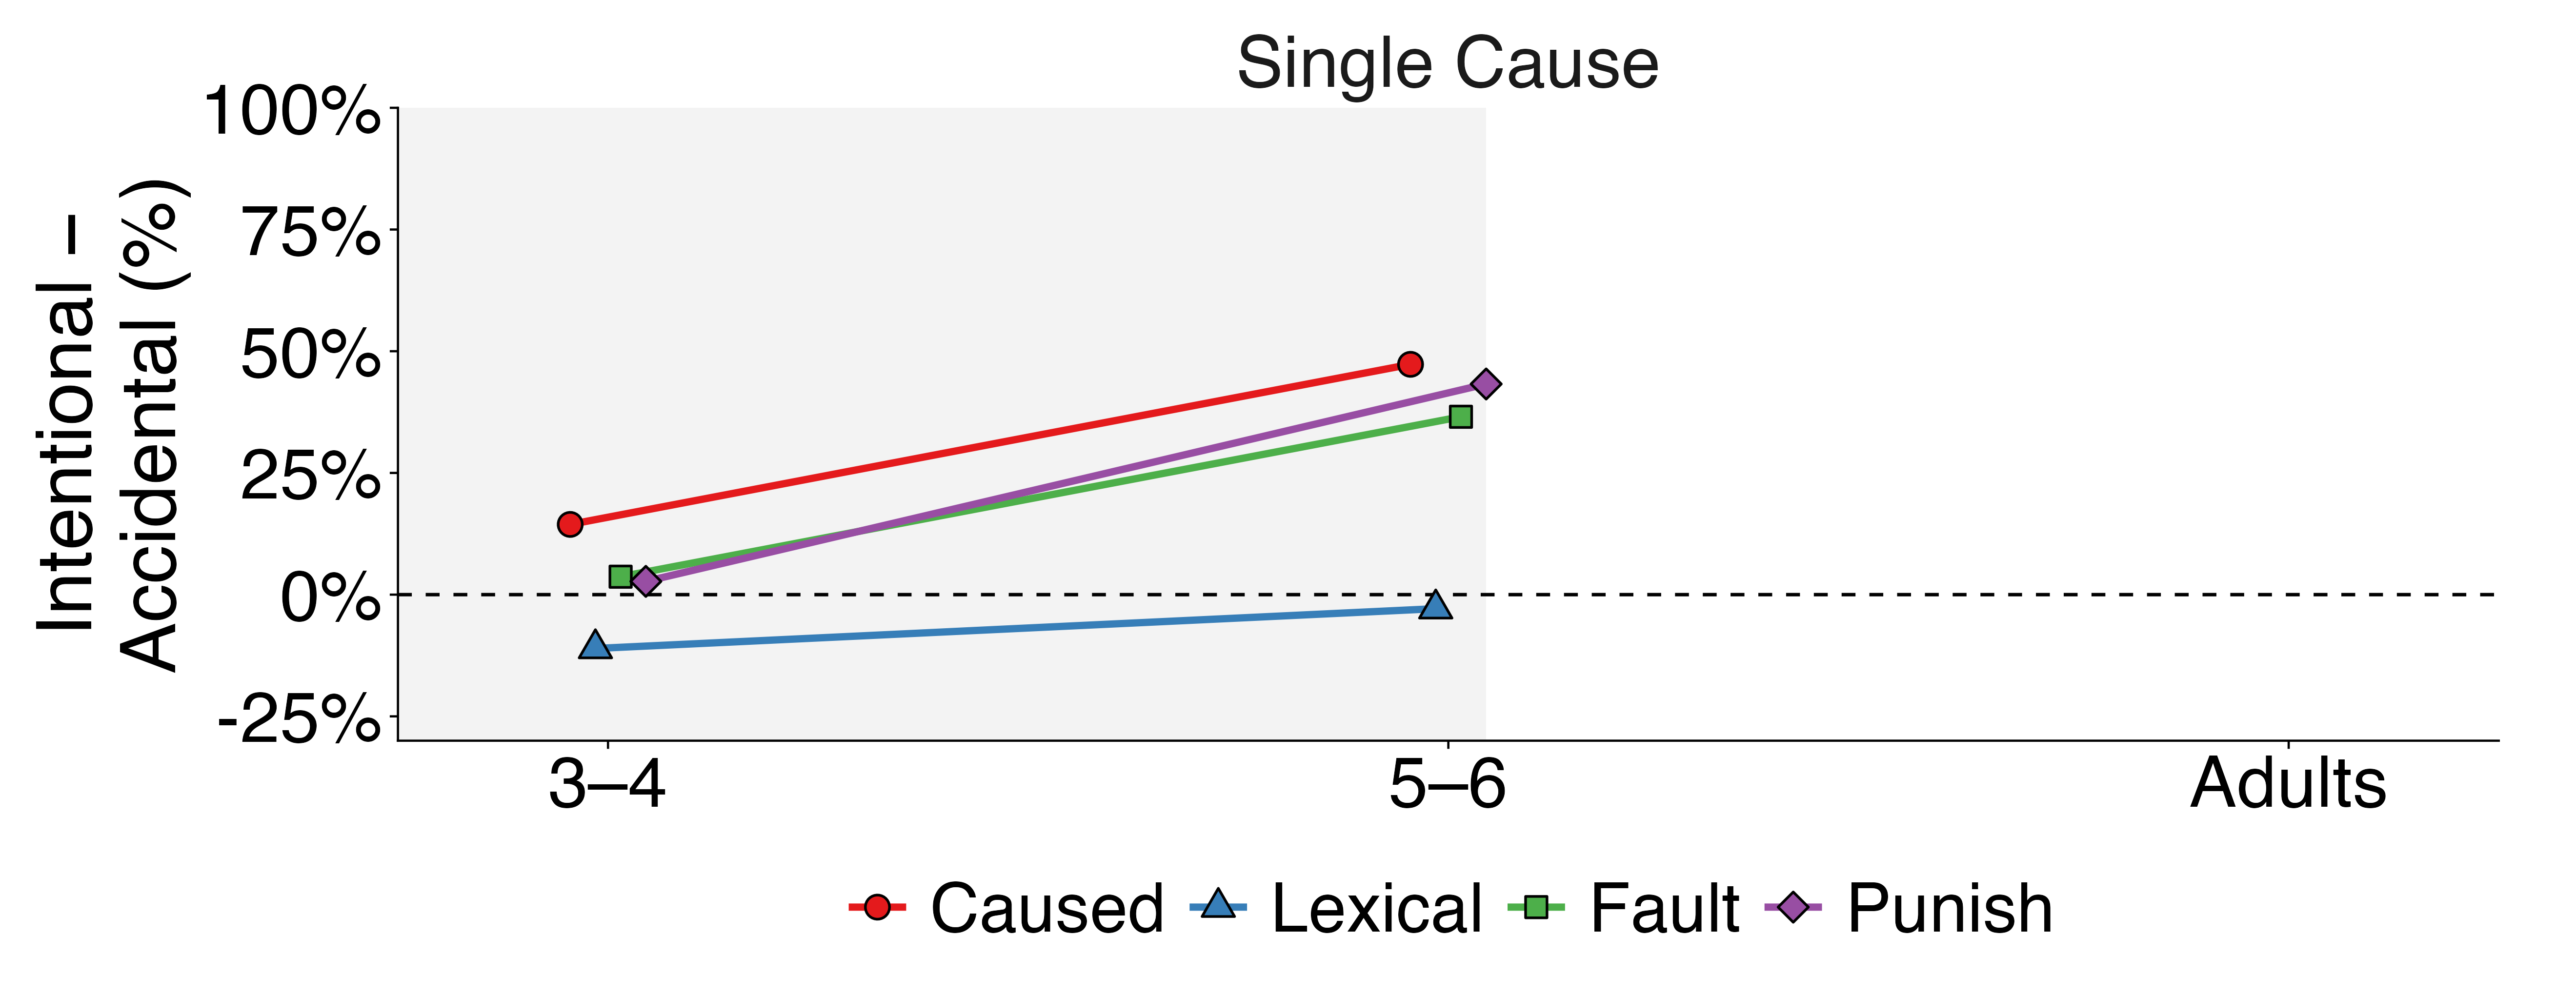 Single Cause
Intentional –
Accidental (%)
100%
75%
50%
25%
0%
-25%
3–4 5–6 Adults
Caused Lexical Fault Punish